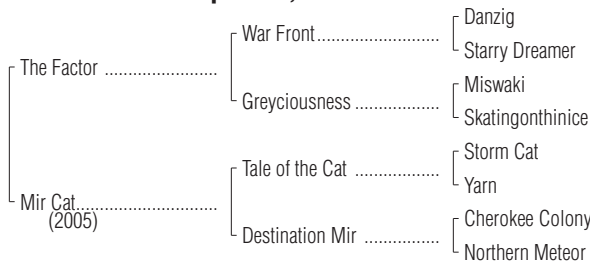 Danzig
War Front
Starry Dreamer
The Factor
Miswaki
Greyciousness
Skatingonthinice
Storm Cat
Tale of the Cat
Yarn
Mir Cat
(2005)
Cherokee Colony
Destination Mir
Northern Meteor